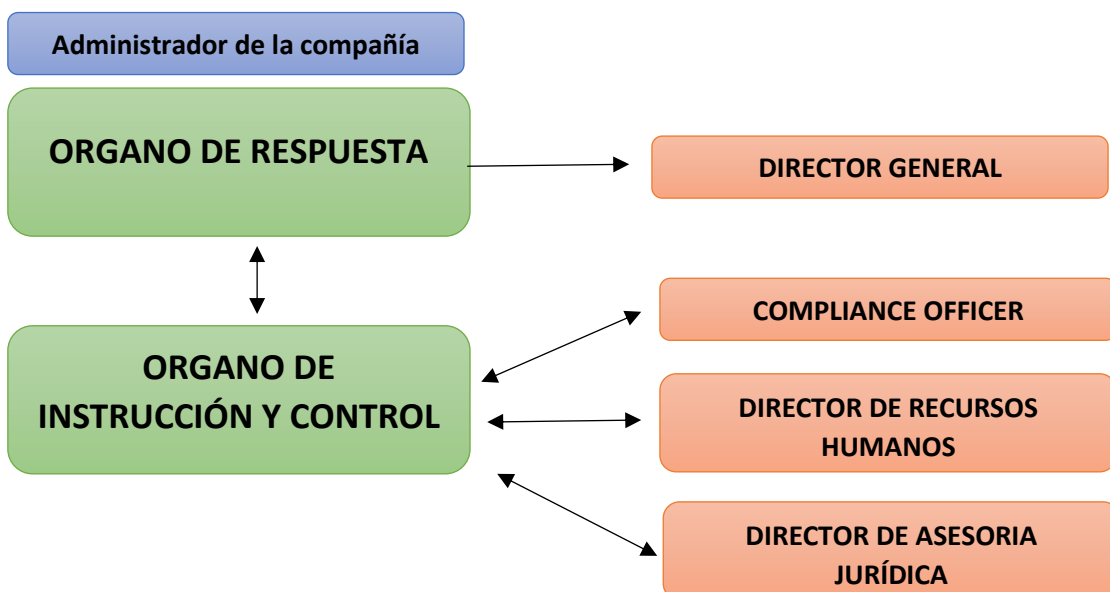 Administrador de la compañía
ORGANO DE RESPUESTA
DIRECTOR GENERAL
COMPLIANCE OFFICER
ORGANO DE
INSTRUCCIÓN Y CONTROL
DIRECTOR DE RECURSOS
HUMANOS
DIRECTOR DE ASESORIA
JURÍDICA